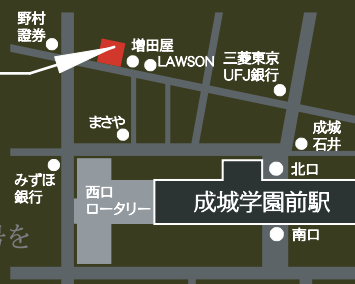 野村
證券
増田屋
LAWSON
三菱東京
UFJ銀行
まさや
成城
石井
みずほ
銀行
西口
ロータリー
北口
成城学園前駅
南口
を